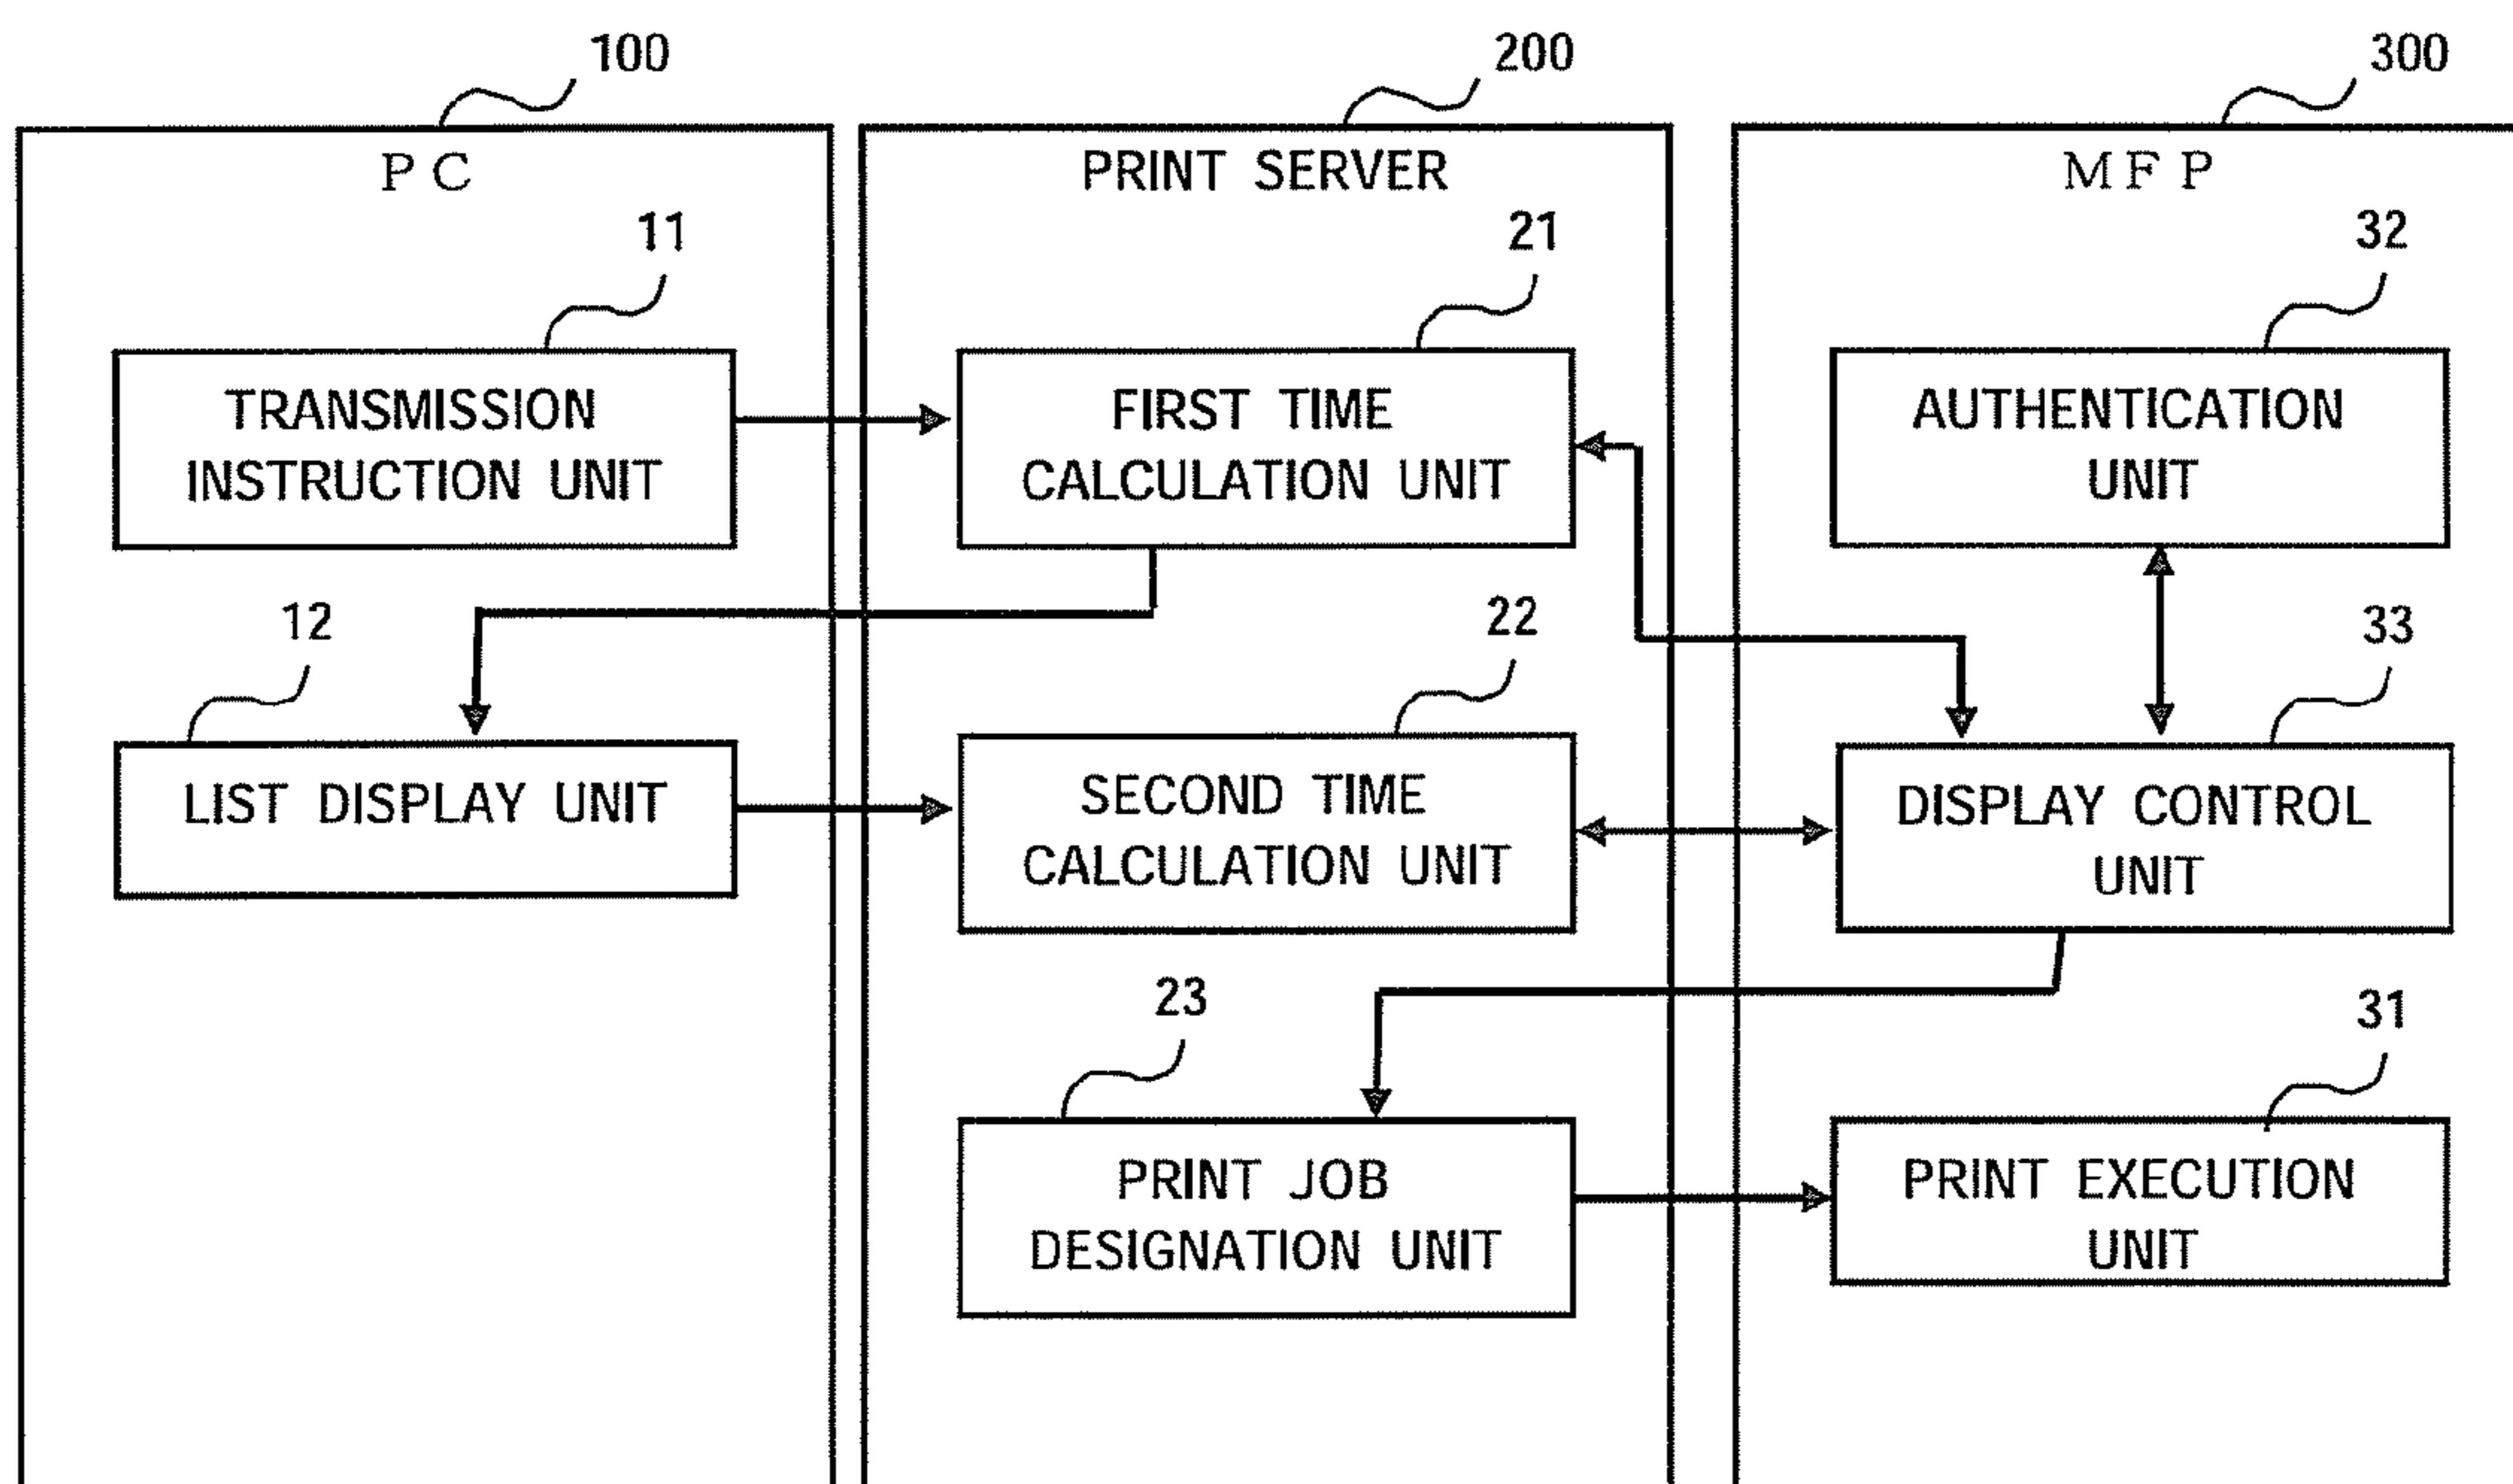 100
200
300
PC
PRINT SERVER
MFP
11
21
32
TRANSMISSION
INSTRUCTION UNIT
FIRST TIME
CALCULATION UNIT
AUTHENTICATION
UNIT
12
22
33
LIST DISPLAY UNIT
SECOND TIME
CALCULATION UNIT
DISPLAY CONTROL
UNIT
23
31
PRINT JOB
DESIGNATION UNIT
PRINT EXECUTION
UNIT